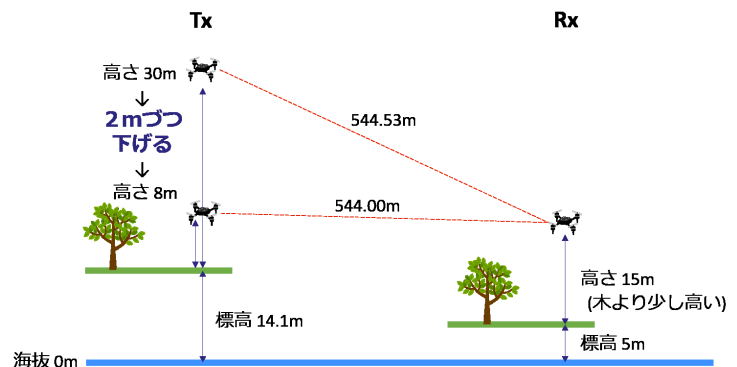 Tx
Rx
高さ 30m
↓
２ｍづつ
下げる
↓
高さ 8m
544.53m
544.00m
高さ 15m
(木より少し高い)
標高 14.1m
標高 5m
海抜 0m